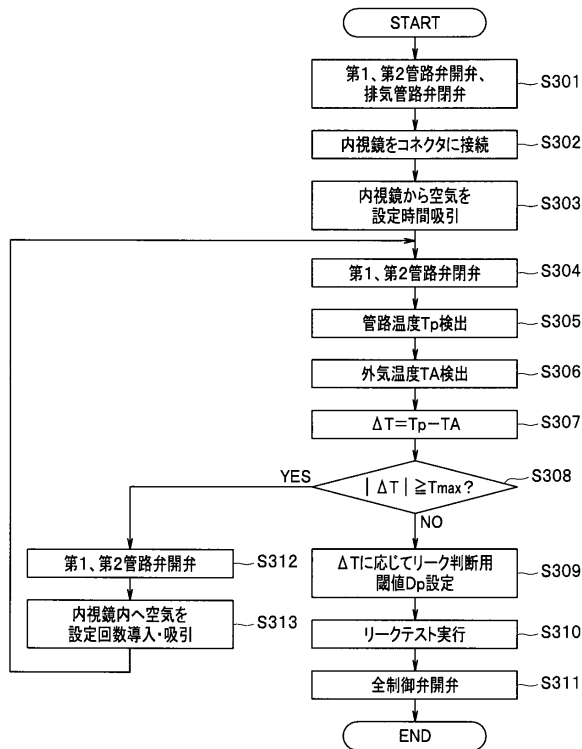 START
第1、第2管路弁開弁、
排気管路弁閉弁
S301
内視鏡をコネクタに接続
S302
内視鏡から空気を
設定時間吸引
S303
第1、第2管路弁閉弁
S304
管路温度Tp検出
S305
外気温度TA検出
S306
ΔT=Tp-TA
S307
|ΔT|≧Tmax?
S308
YES
NO
第1、第2管路弁開弁
S312
内視鏡内へ空気を
設定回数導入・吸引
S313
ΔTに応じてリーク判断用
閾値Dp設定
S309
リークテスト実行
S310
全制御弁開弁
S311
END